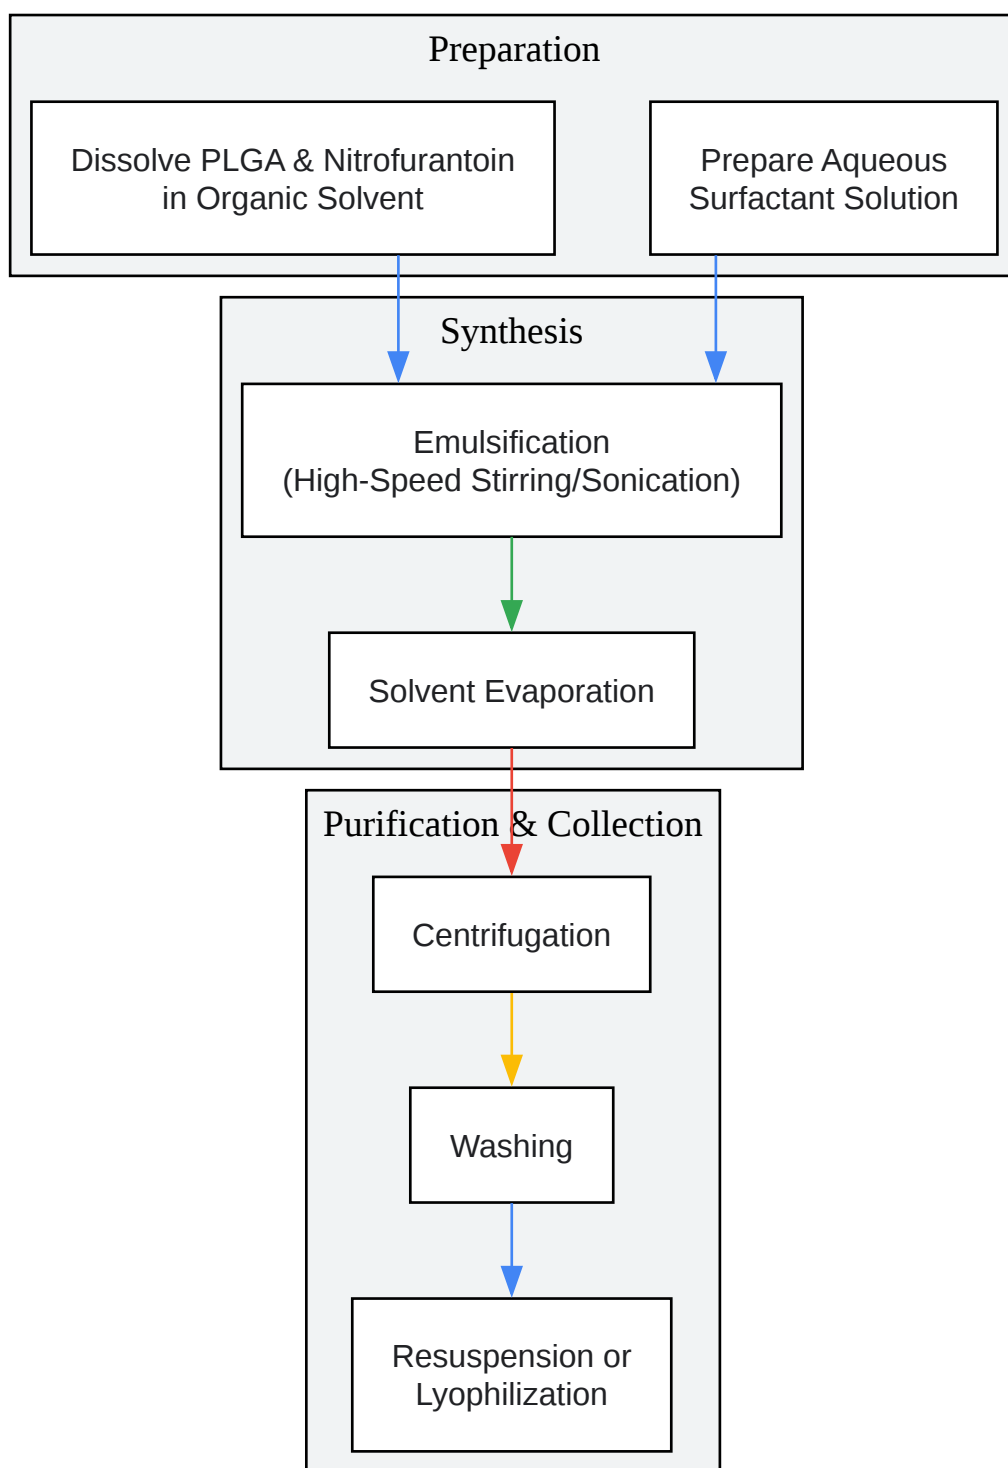 Preparation
Dissolve PLGA & Nitrofurantoin
in Organic Solvent
Prepare Aqueous
Surfactant Solution
Synthesis
Emulsification
(High-Speed Stirring/Sonication)
Solvent Evaporation
Purification & Collection
Centrifugation
Washing
Resuspension or
Lyophilization